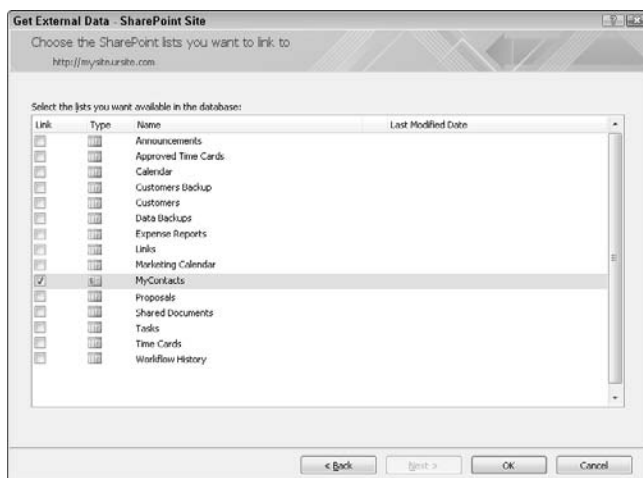 Get External Data - SharePoint Site
Choose the SharePoint lists you want to link to
http://mysiteursite.com
Select the lists you want available in the database:
Link Type Name Last Modified Date
Announcements
Approved Time Cards
Calendar
Customers Backup
Customers
Data Backups
Expense Reports
Links
Marketing Calendar
MyContacts
Proposals
Shared Documents
Tasks
Time Cards
Workflow History
< Back Next > OK Cancel